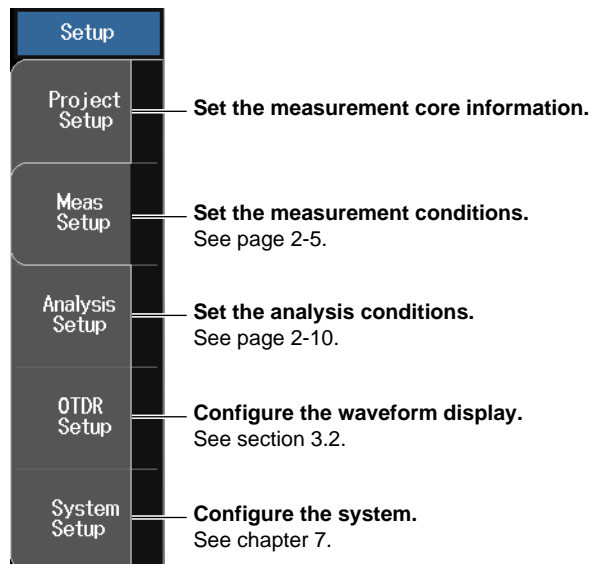 Setup
Project
Setup
Set the measurement core information.
Meas
Setup
Set the measurement conditions.
See page 2-5.
Analysis
Setup
Set the analysis conditions.
See page 2-10.
OTDR
Setup
Configure the waveform display.
See section 3.2.
System
Setup
Configure the system.
See chapter 7.